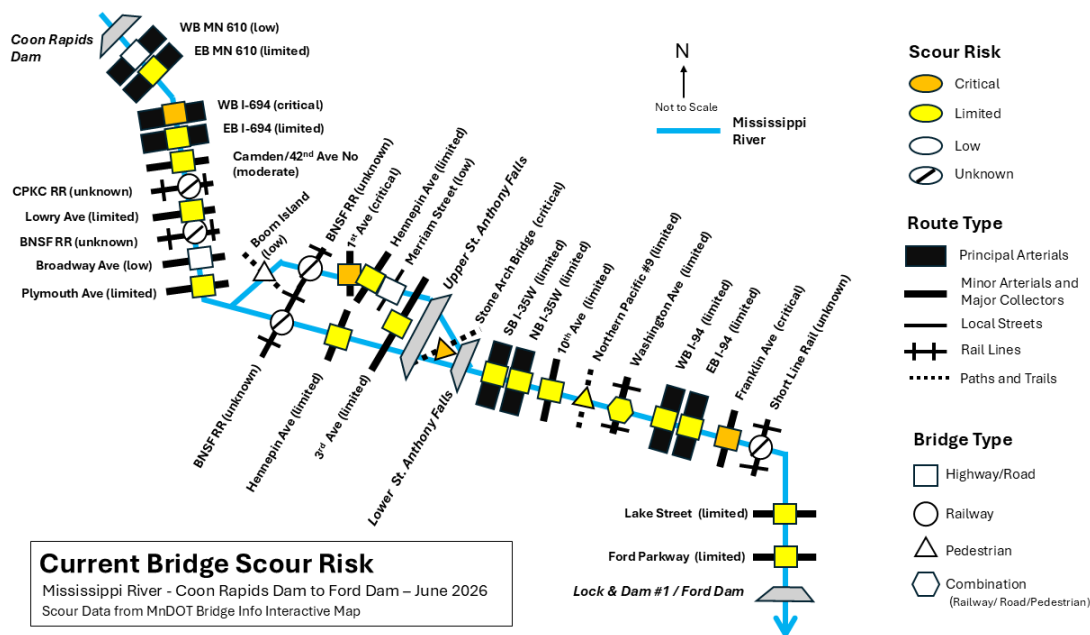 Coon Rapids
Dam
WB MN 610 (low)
EB MN 610 (limited)
WB I-694 (critical)
EB I-694 (limited)
Camden/42nd Ave No
(moderate)
CPKC RR (unknown)
Lowry Ave (limited)
BNSF RR (unknown)
Broadway Ave (low)
Plymouth Ave (limited)
Boom Island
(low)
BNSF RR (unknown)
1st Ave (critical)
Hennepin Ave (limited)
Merriam Street (low)
Upper St. Anthony Falls
Stone Arch Bridge (critical)
SB I-35W (limited)
NB I-35W (limited)
10th Ave (limited)
Northern Pacific #9 (limited)
Washington Ave (limited)
WB I-94 (limited)
EB I-94 (limited)
Franklin Ave (critical)
Short Line Rail (unknown)
BNSF RR (unknown)
Hennepin Ave (limited)
3rd Ave (limited)
Lower St. Anthony Falls
Lake Street (limited)
Ford Parkway (limited)
Lock & Dam #1 / Ford Dam
N
Not to Scale
Mississippi
River
Scour Risk
Critical
Limited
Low
Unknown
Route Type
Principal Arterials
Minor Arterials and
Major Collectors
Local Streets
Rail Lines
Paths and Trails
Bridge Type
Highway/Road
Railway
Pedestrian
Combination
(Railway/ Road/Pedestrian)
Current Bridge Scour Risk
Mississippi River - Coon Rapids Dam to Ford Dam – June 2026
Scour Data from MnDOT Bridge Info Interactive Map